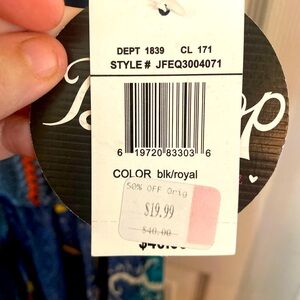 DEPT 1839 CL 171
STYLE# JFEQ3004071
6 19720 83303 6
COLOR blk/royal
50% OFF Orig
$19.99
$40.00